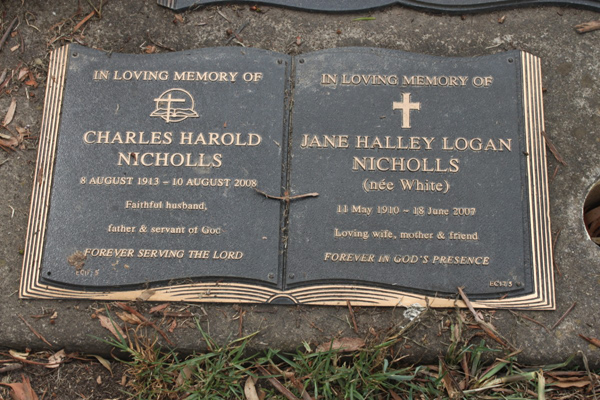 IN LOVING MEMORY OF
CHARLES HAROLD
NICHOLLS
8 AUGUST 1913 - 10 AUGUST 2008
Faithful husband,
father & servant of God
FOREVER SERVING THE LORD
IN LOVING MEMORY OF
JANE HALLEY LOGAN
NICHOLLS
(née White)
11 May 1910 - 18 June 2007
Loving wife, mother & friend
FOREVER IN GOD'S PRESENCE